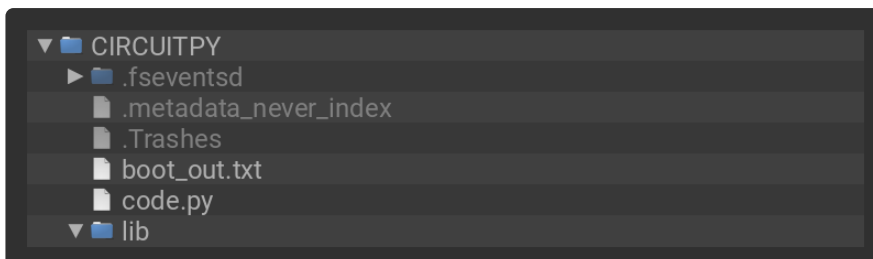 CIRCUITPY
.fseventsd
.metadata_never_index
.Trashes
boot_out.txt
code.py
lib